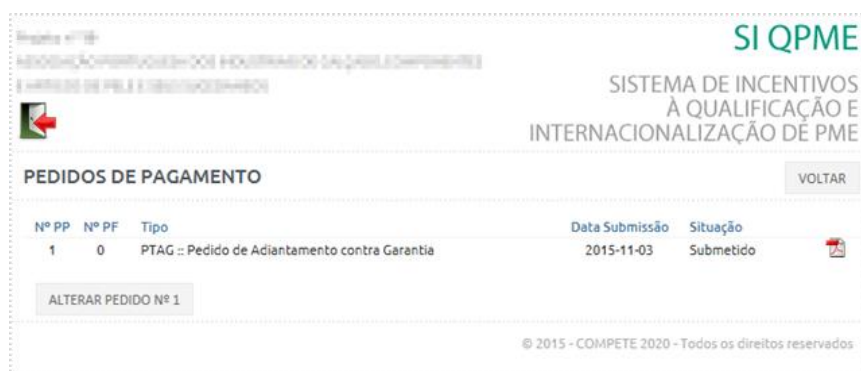 SI QPME
SISTEMA DE INCENTIVOS
À QUALIFICAÇÃO E
INTERNACIONALIZAÇÃO DE PME
PEDIDOS DE PAGAMENTO
VOLTAR
Nº PP Nº PF Tipo Data Submissão Situação
1 0 PTAG :: Pedido de Adiantamento contra Garantia 2015-11-03 Submetido
ALTERAR PEDIDO Nº 1
© 2015 - COMPETE 2020 - Todos os direitos reservados